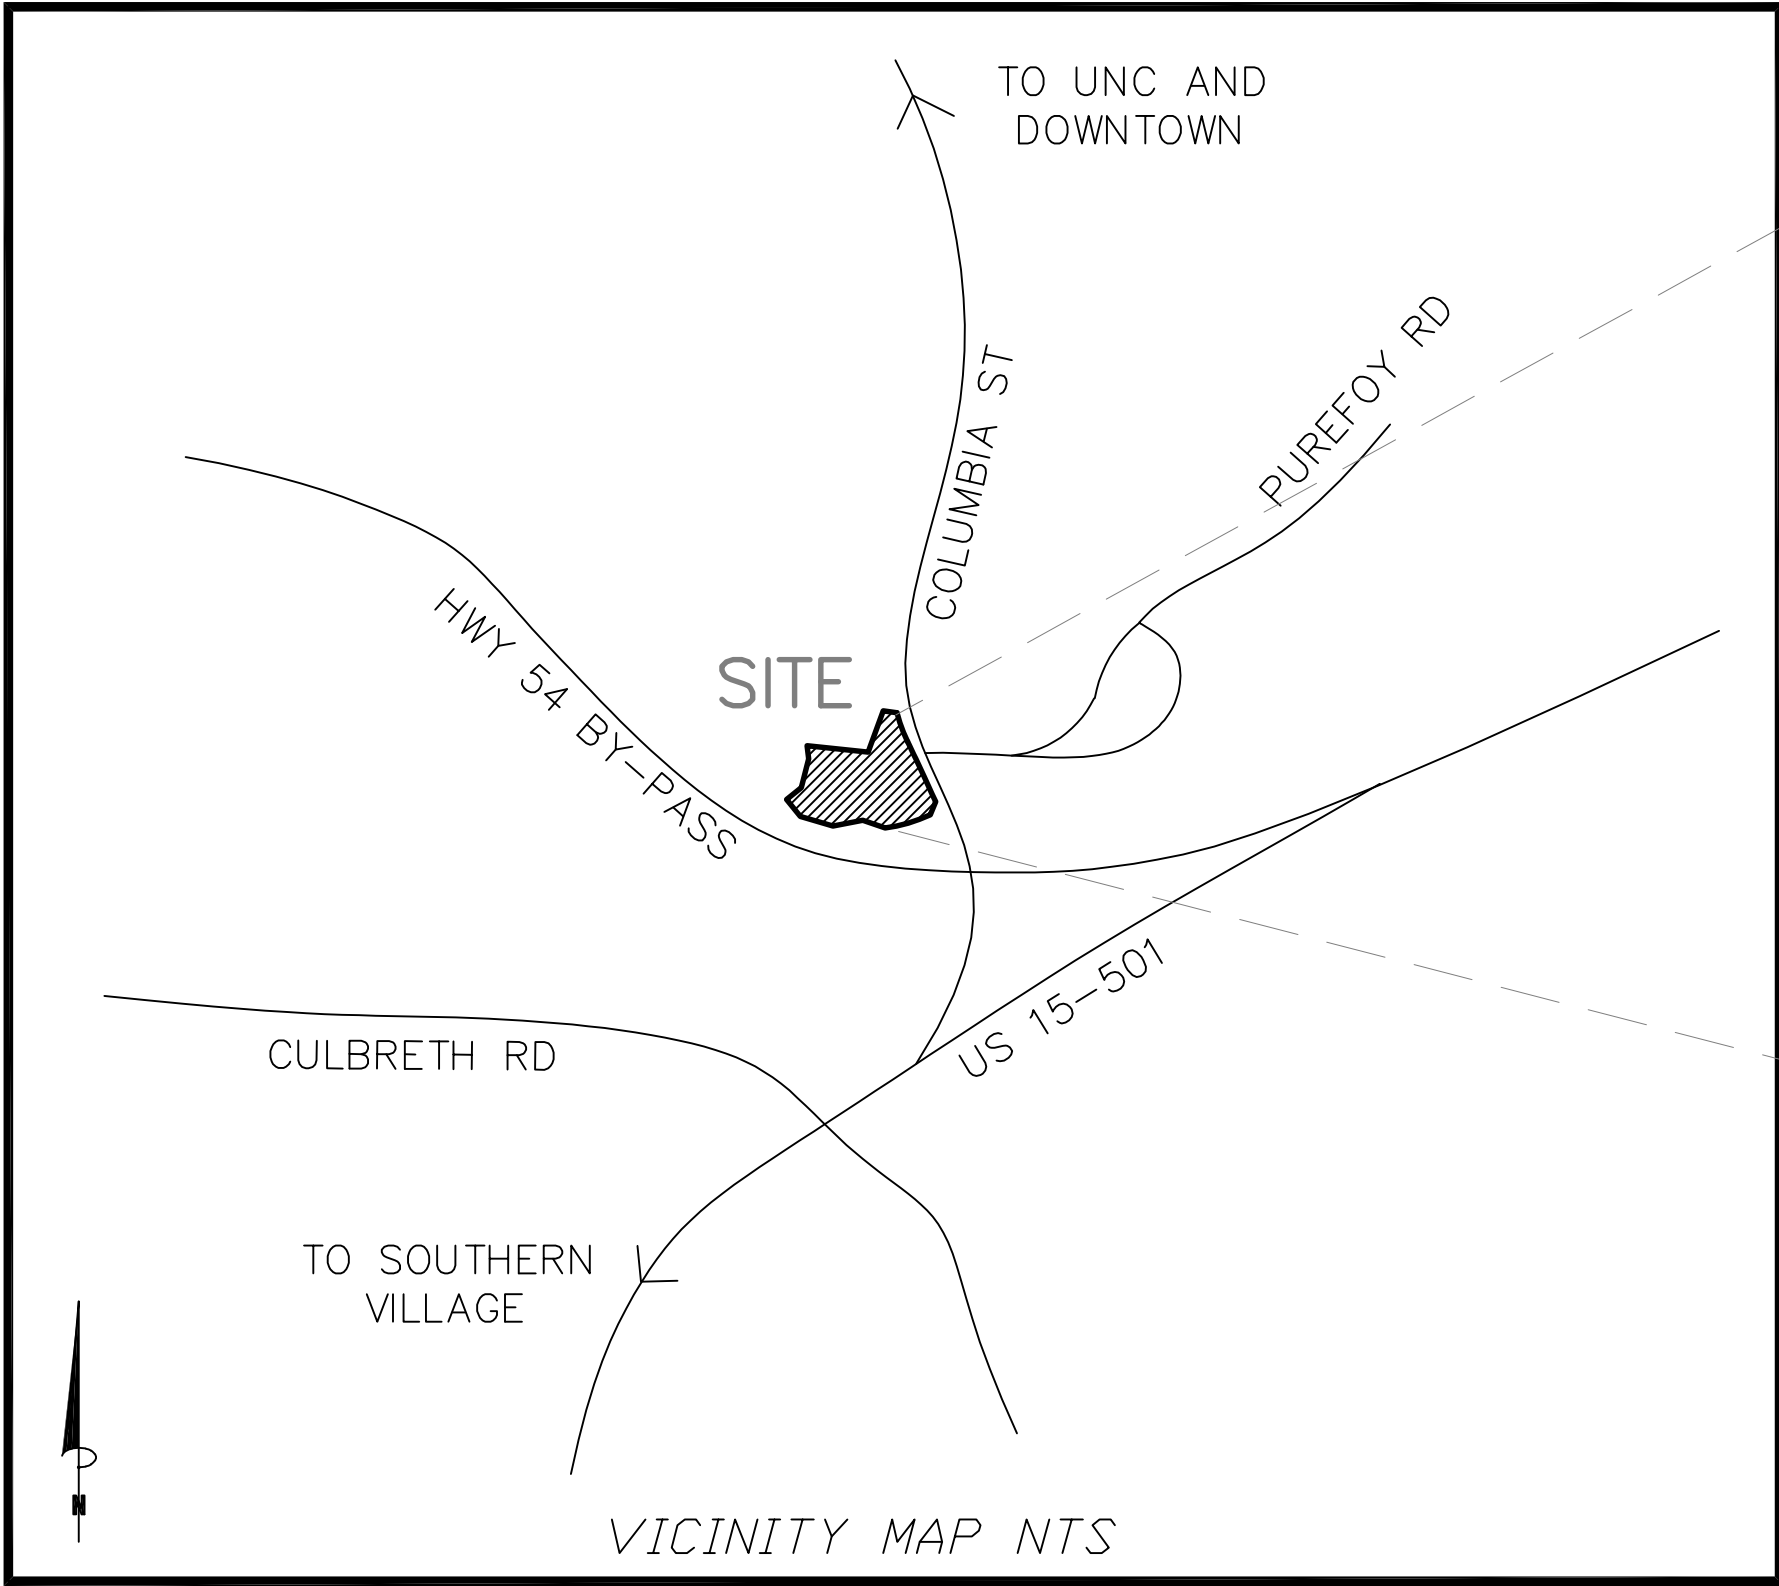 TO UNC AND
DOWNTOWN
PUREFOY RD
COLUMBIA ST
HWY 54 BY-PASS
SITE
US 15-501
CULBRETH RD
TO SOUTHERN
VILLAGE
N
VICINITY MAP NTS